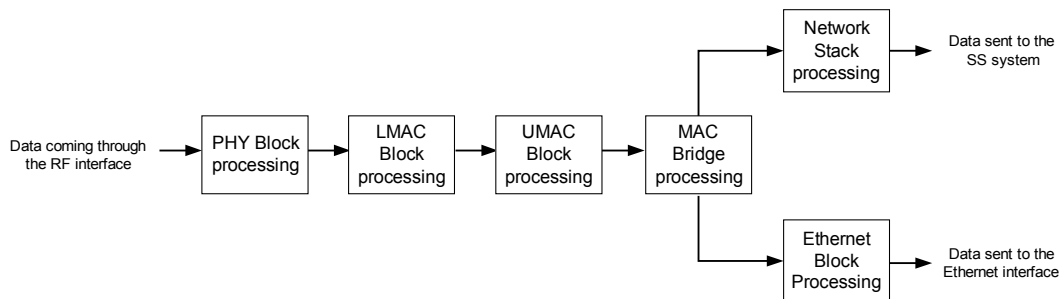 Data coming through
the RF interface
PHY Block
processing
LMAC
Block
processing
UMAC
Block
processing
MAC
Bridge
processing
Network
Stack
processing
Data sent to the
SS system
Ethernet
Block
Processing
Data sent to the
Ethernet interface